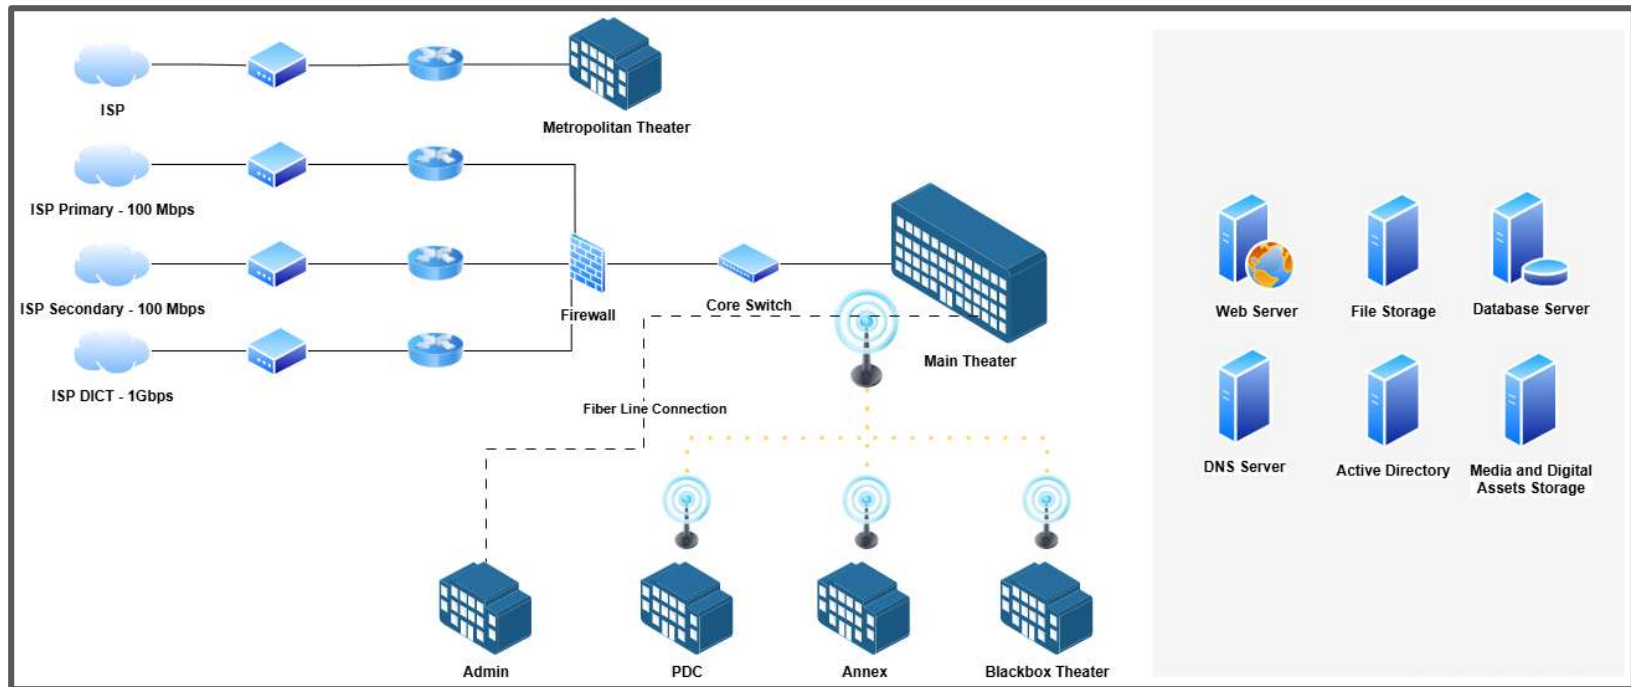 ISP
Metropolitan Theater
ISP Primary - 100 Mbps
ISP Secondary - 100 Mbps
Firewall
Core Switch
Main Theater
ISP DICT - 1Gbps
Fiber Line Connection
Admin
PDC
Annex
Blackbox Theater
Web Server
File Storage
Database Server
DNS Server
Active Directory
Media and Digital
Assets Storage